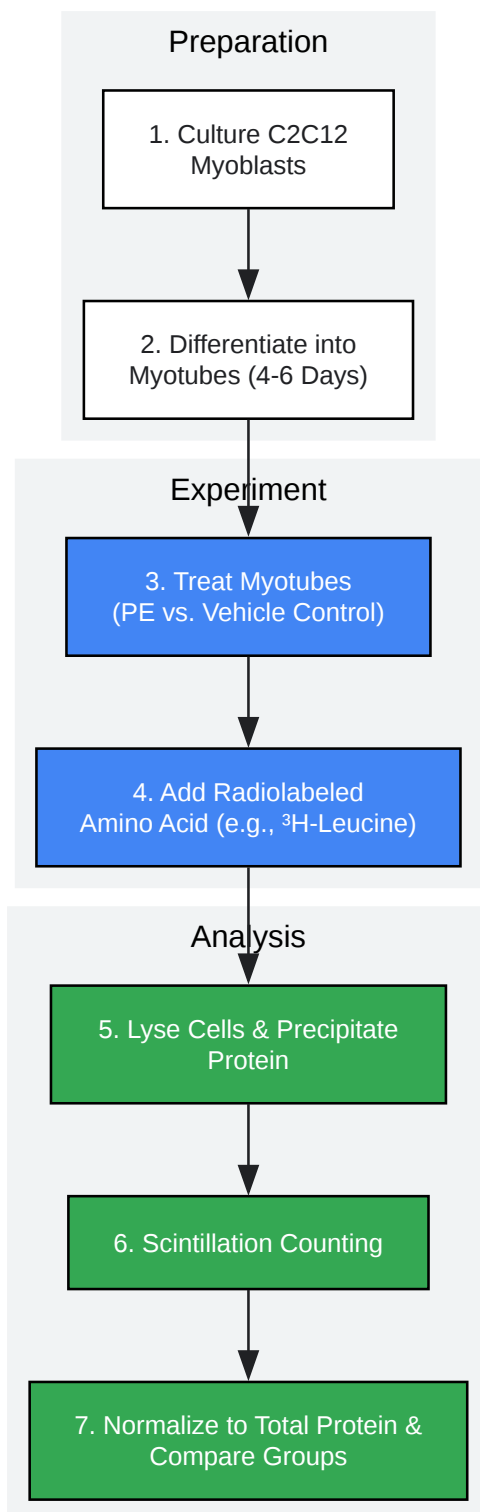 Preparation
1. Culture C2C12
Myoblasts
2. Differentiate into
Myotubes (4-6 Days)
Experiment
3. Treat Myotubes
(PE vs. Vehicle Control)
4. Add Radiolabeled
Amino Acid (e.g., ³H-Leucine)
Analysis
5. Lyse Cells & Precipitate
Protein
6. Scintillation Counting
7. Normalize to Total Protein &
Compare Groups